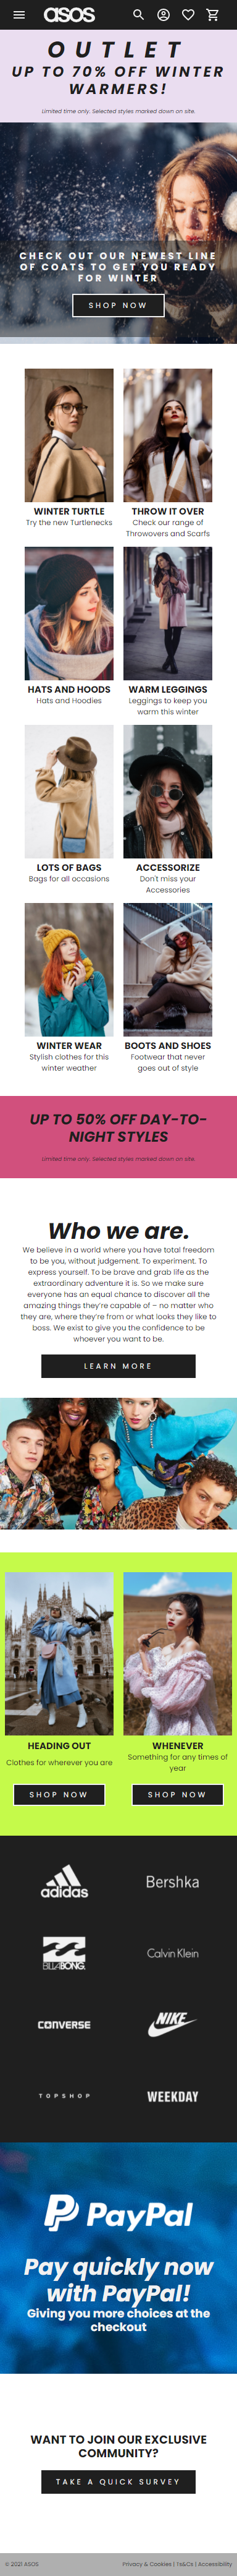 asos
OUTLET
UP TO 70% OFF WINTER
WARMERS!
Limited time only. Selected styles marked down on site.
CHECK OUT OUR NEWEST LINE
OF COATS TO GET YOU READY
FOR WINTER
SHOP NOW
WINTER TURTLE
Try the new Turtlenecks
THROW IT OVER
Check our range of
Throwovers and Scarfs
HATS AND HOODS
Hats and Hoodies
WARM LEGGINGS
Leggings to keep you
warm this winter
LOTS OF BAGS
Bags for all occasions
ACCESSORIZE
Don't miss your
Accessories
WINTER WEAR
Stylish clothes for this
winter weather
BOOTS AND SHOES
Footwear that never
goes out of style
UP TO 50% OFF DAY-TO-
NIGHT STYLES
Limited time only. Selected styles marked down on site.
Who we are.
We believe in a world where you have total freedom
to be you, without judgement. To experiment. To
express yourself. To be brave and grab life as the
extraordinary adventure it is. So we make sure
everyone has an equal chance to discover all the
amazing things they're capable of – no matter who
they are, where they're from or what looks they like to
boss. We exist to give you the confidence to be
whoever you want to be.
LEARN MORE
HEADING OUT
Clothes for wherever you are
SHOP NOW
WHENEVER
Something for any times of
year
SHOP NOW
adidas
Bershka
BILLABONG
Calvin Klein
CONVERSE
NIKE
TOPSHOP
WEEKDAY
PayPal
Pay quickly now
with PayPal!
Giving you more choices at the
checkout
WANT TO JOIN OUR EXCLUSIVE
COMMUNITY?
TAKE A QUICK SURVEY
© 2021 ASOS
Privacy & Cookies | Ts&Cs | Accessibility